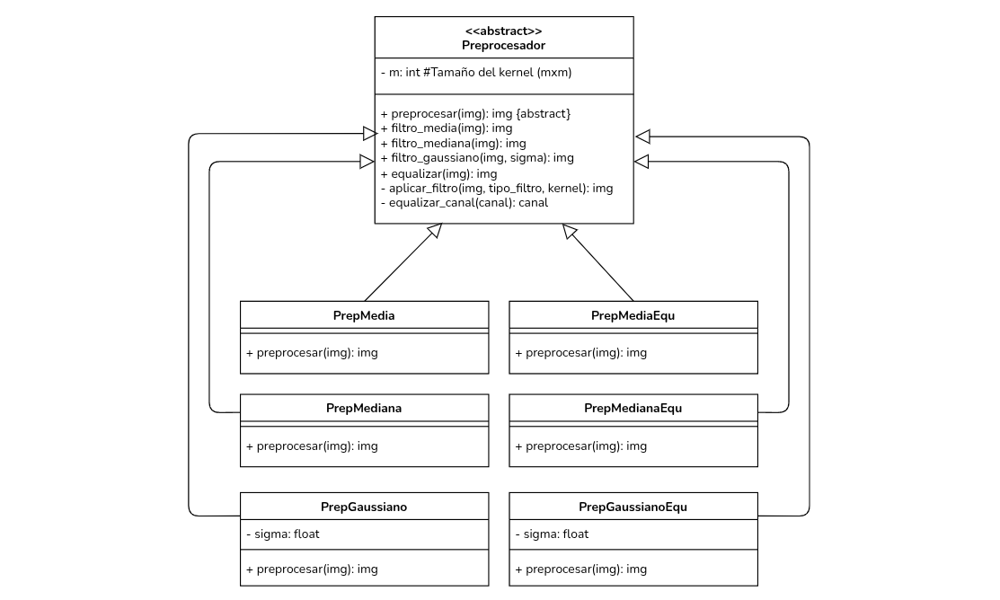 <<abstract>>
Preprocesador
- m: int #Tamaño del kernel (mxm)
+ preprocesar(img): img {abstract}
+ filtro_media(img): img
+ filtro_mediana(img): img
+ filtro_gaussiano(img, sigma): img
+ equalizar(img): img
- aplicar_filtro(img, tipo_filtro, kernel): img
- equalizar_canal(canal): canal
PrepMedia
+ preprocesar(img): img
PrepMediaEqu
+ preprocesar(img): img
PrepMediana
+ preprocesar(img): img
PrepMedianaEqu
+ preprocesar(img): img
PrepGaussiano
- sigma: float
+ preprocesar(img): img
PrepGaussianoEqu
- sigma: float
+ preprocesar(img): img